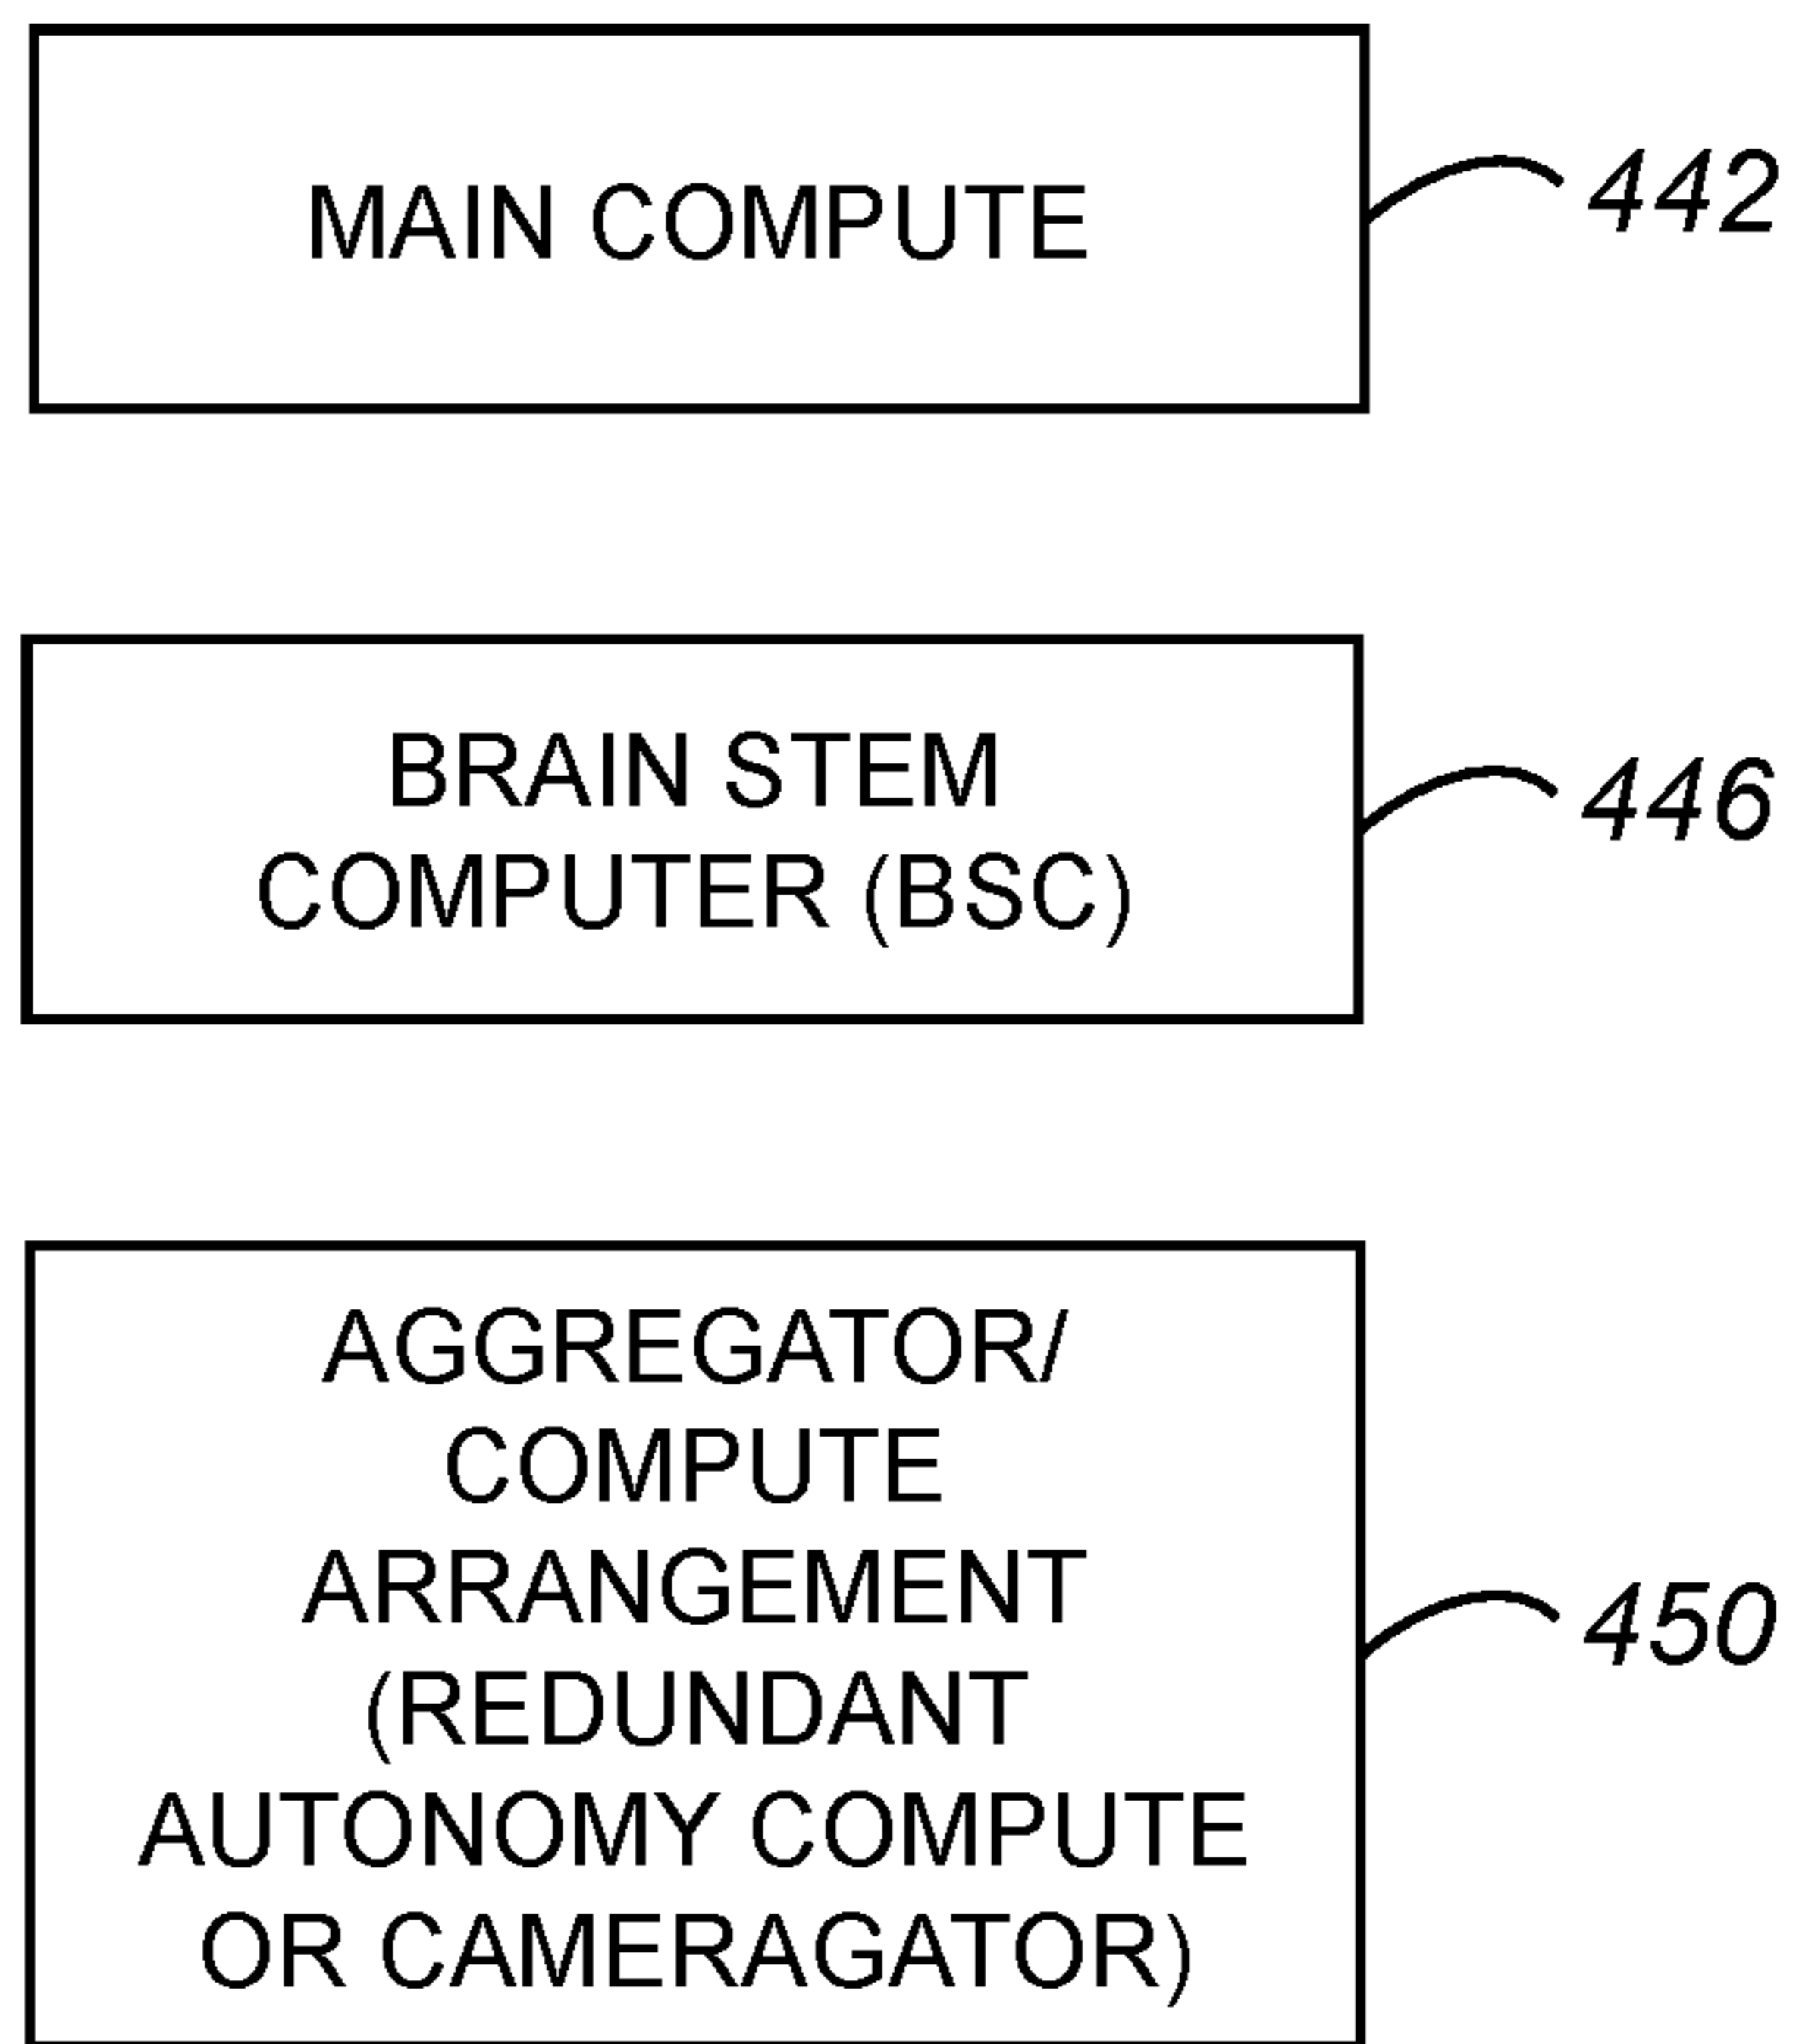 MAIN COMPUTE
442
BRAIN STEM
COMPUTER (BSC)
446
AGGREGATOR/
COMPUTE
ARRANGEMENT
(REDUNDANT
AUTONOMY COMPUTE
OR CAMERAGATOR)
450